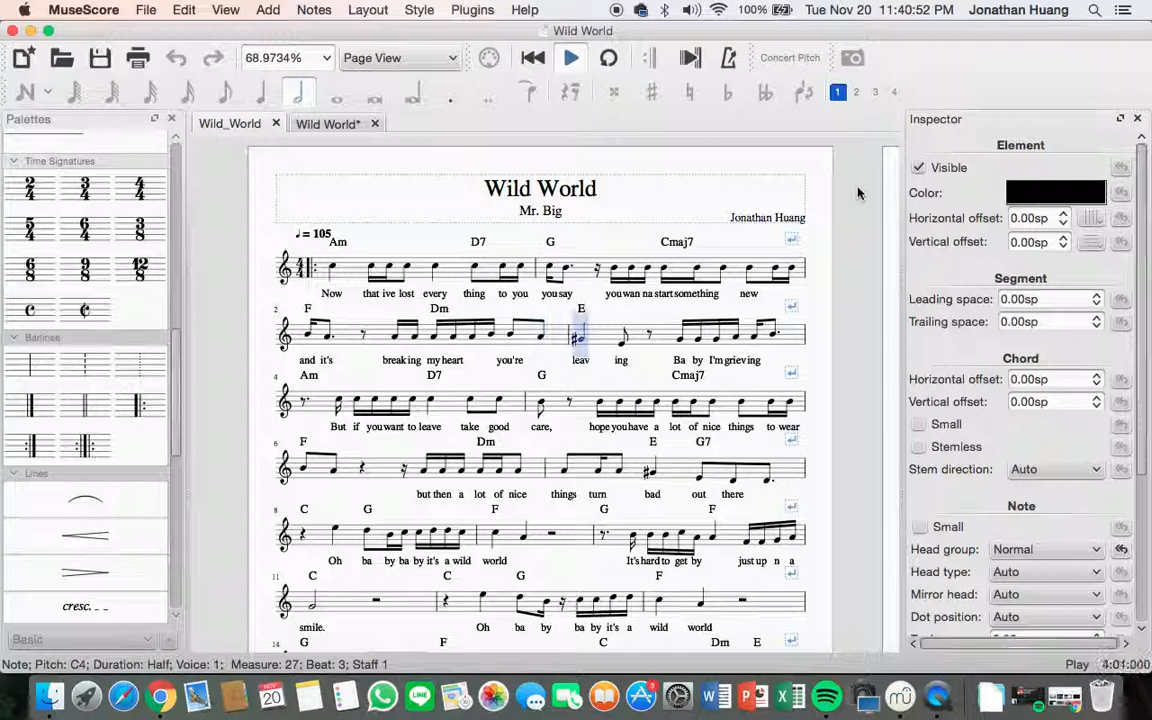 MuseScore File Edit View Add Notes Layout Style Plugins Help 100% Tue Nov 20 11:40:52 PM Jonathan Huang
Wild World
68.9734% Page View Concert Pitch
1 2 3 4
Palettes Wild_World Wild World* Inspector
Time Signatures
Element
Visible
Color:
Horizontal offset: 0.00sp
Vertical offset: 0.00sp
Segment
Leading space: 0.00sp
Trailing space: 0.00sp
Chord
Horizontal offset: 0.00sp
Vertical offset: 0.00sp
Small
Stemless
Stem direction: Auto
Note
Small
Head group: Normal
Head type: Auto
Mirror head: Auto
Dot position: Auto
Barlines
Lines
cresc.
Basic
Wild World
Mr. Big
Jonathan Huang
= 105
Am D7 G Cmaj7
Now that ive lost every thing to you you say you wan na start something new
2
F Dm E
and it's breaking my heart you're leav ing Ba by I'm grieving
4
Am D7 G Cmaj7
But if you want to leave take good care, hope you have a lot of nice things to wear
6
F Dm E G7
but then a lot of nice things turn bad out there
8
C G F G F
Oh ba by ba by it's a wild world It's hard to get by just up n a
11
C C G F
smile. Oh ba by ba by it's a wild world
14
G F C Dm E
Note; Pitch: C4; Duration: Half; Voice: 1; Measure: 27; Beat: 3; Staff 1 Play 4:01:000
NOV
20
3
LINE